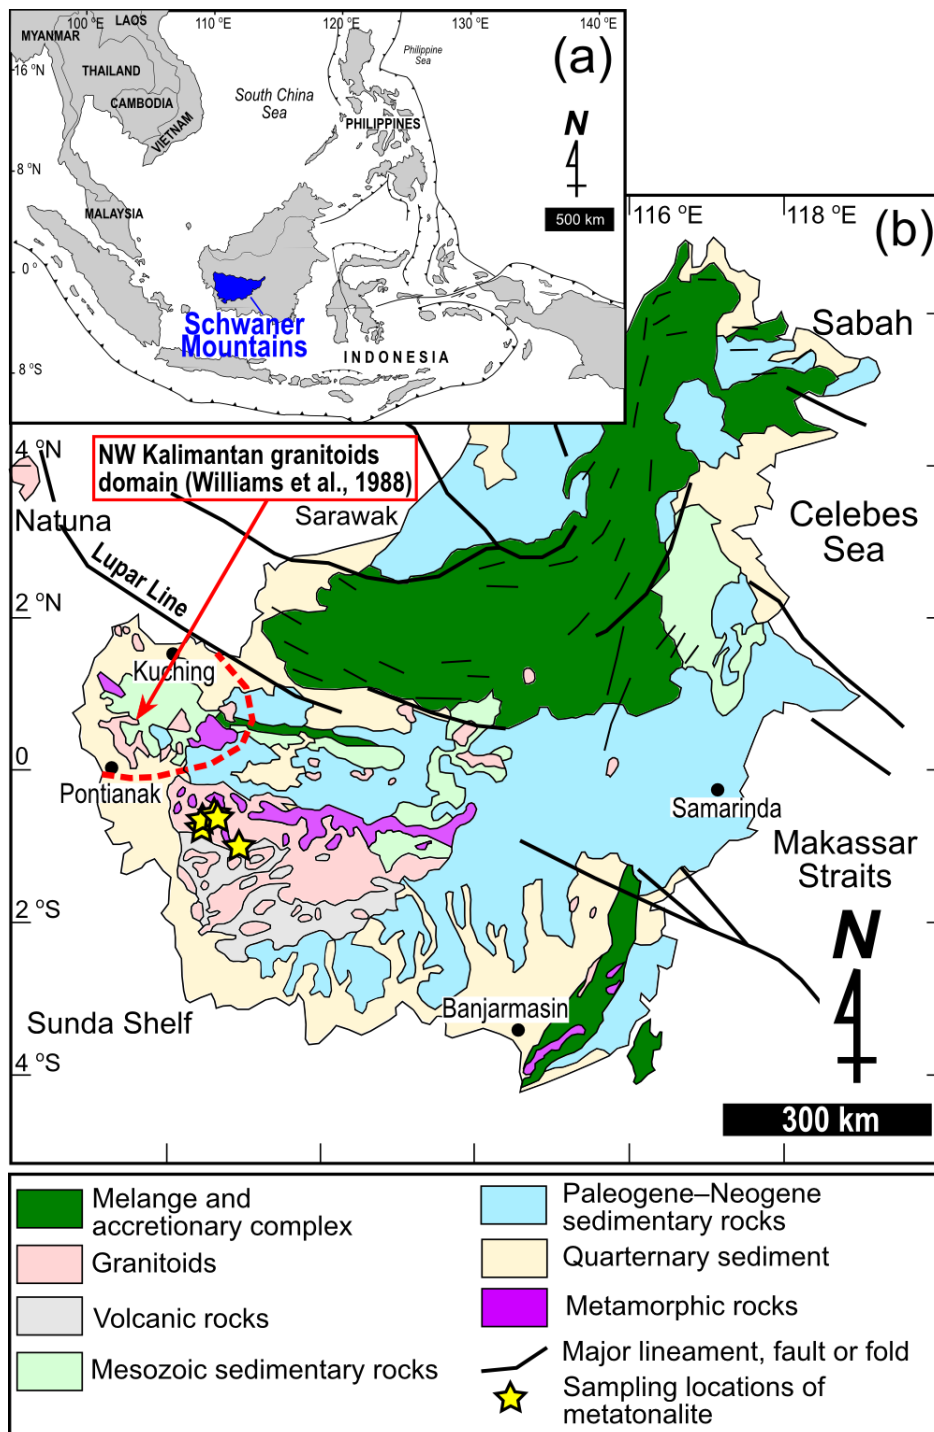 100 °E
110 °E
120 °E
130 °E
140 °E
LAOS
MYANMAR
Philippine
Sea
(a)
16 °N
THAILAND
South China
Sea
CAMBODIA
VIETNAM
PHILIPPINES
N
8 °N
MALAYSIA
500 km
116 °E
118 °E
(b)
0 °
Schwaner
Mountains
INDONESIA
8 °S
Sabah
4 °N
NW Kalimantan granitoids
domain (Williams et al., 1988)
Natuna
Sarawak
Celebes
Sea
Lupar Line
2 °N
Kuching
0
Pontianak
Samarinda
Makassar
Straits
2 °S
N
Banjarmasin
Sunda Shelf
4 °S
300 km
Melange and
accretionary complex
Granitoids
Volcanic rocks
Mesozoic sedimentary rocks
Paleogene–Neogene
sedimentary rocks
Quarternary sediment
Metamorphic rocks
Major lineament, fault or fold
Sampling locations of
metatonalite